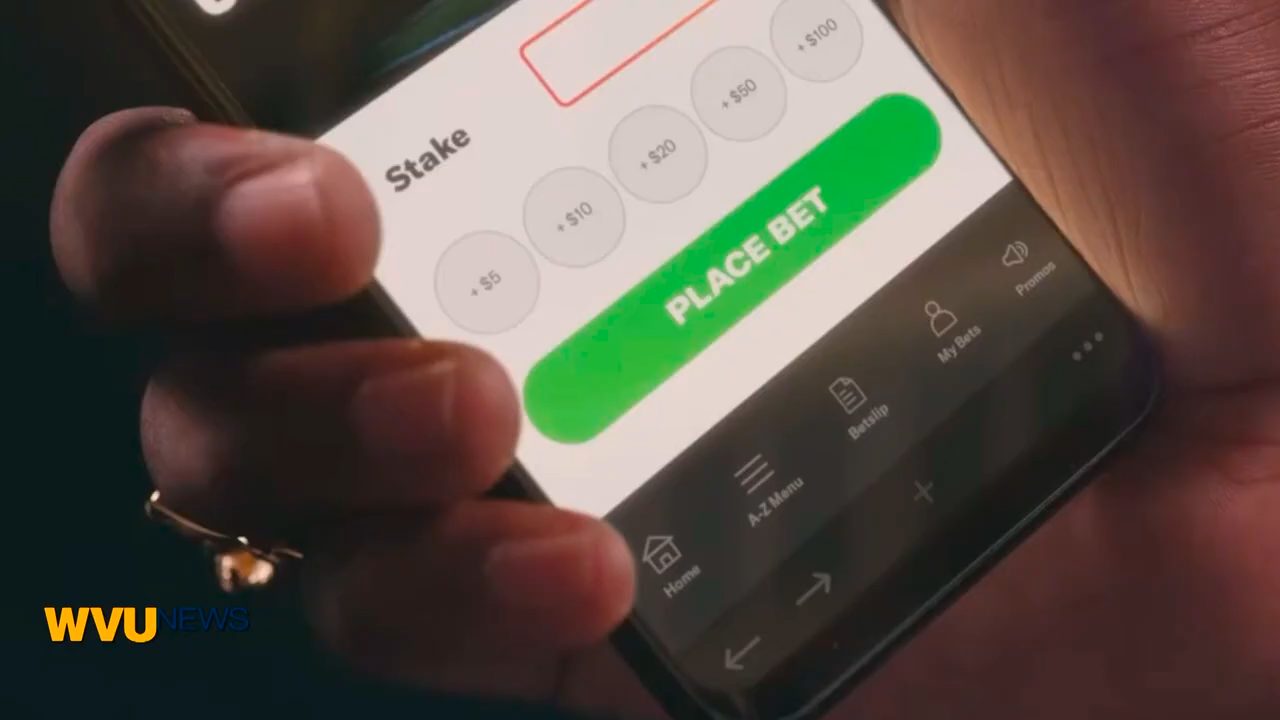 Stake
+ $5
+ $10
+ $20
+ $50
+ $100
PLACE BET
Home
A-Z Menu
Betslip
My Bets
Promos
WVU NEWS